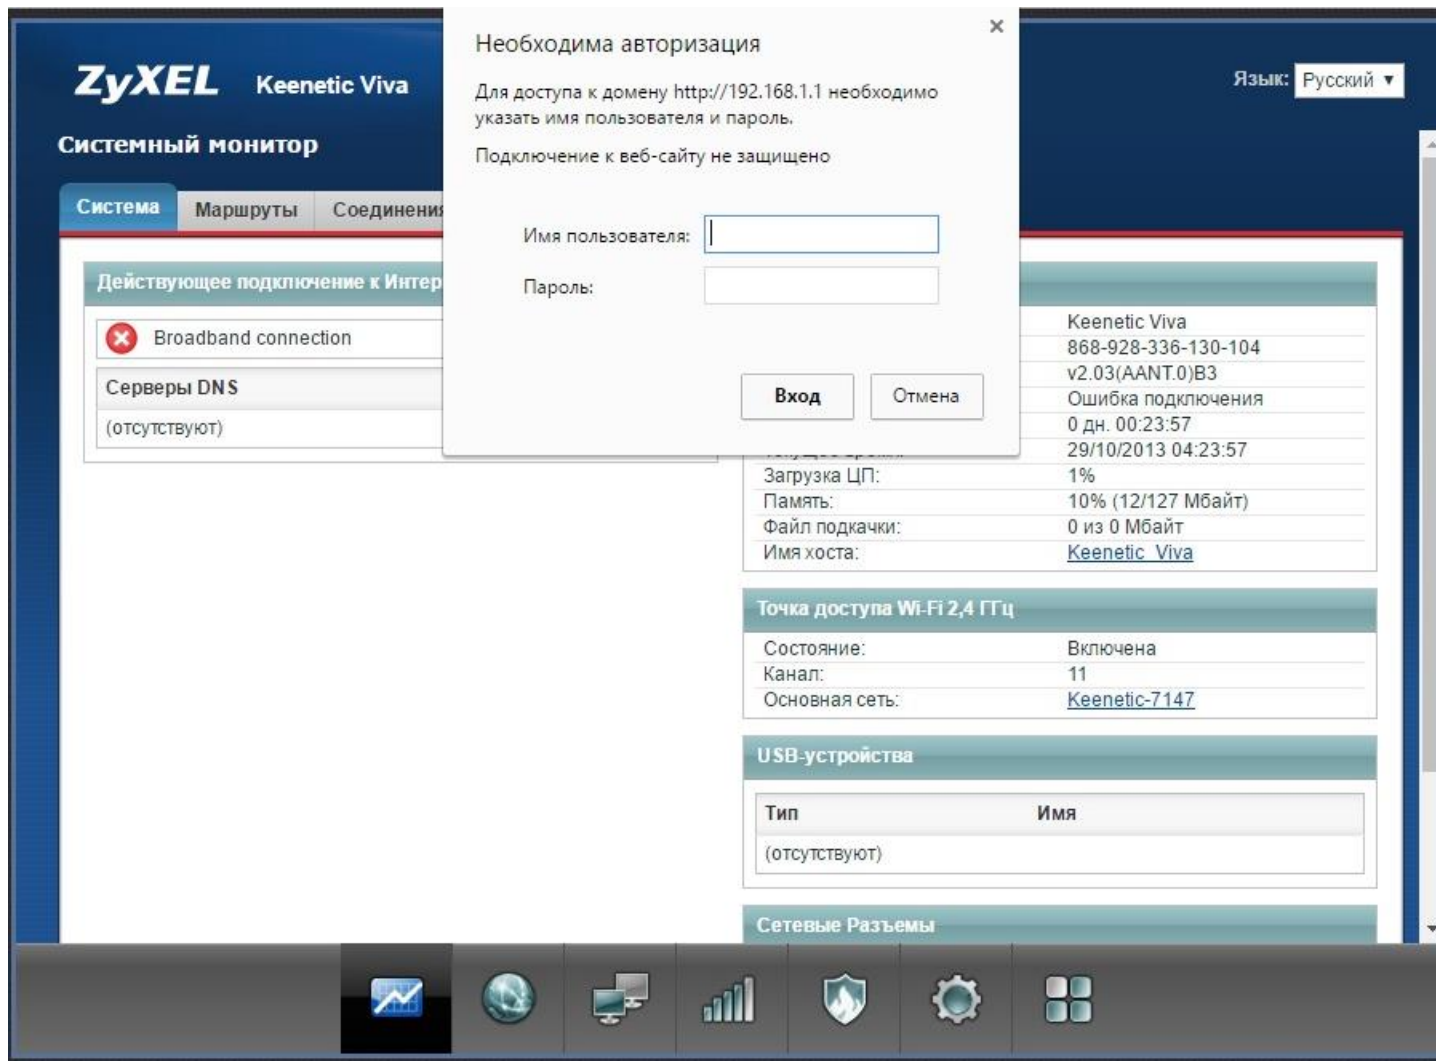 ZyXEL Keenetic Viva
Язык: Русский
Системный монитор
Система Маршруты Соединения
Необходима авторизация
Для доступа к домену http://192.168.1.1 необходимо
указать имя пользователя и пароль.
Подключение к веб-сайту не защищено
Имя пользователя:
Пароль:
Вход Отмена
Действующее подключение к Интер
Broadband connection
Серверы DNS
(отсутствуют)
Keenetic Viva
868-928-336-130-104
v2.03(AANT.0)B3
Ошибка подключения
0 дн. 00:23:57
29/10/2013 04:23:57
Загрузка ЦП: 1%
Память: 10% (12/127 Мбайт)
Файл подкачки: 0 из 0 Мбайт
Имя хоста: Keenetic_Viva
Точка доступа Wi-Fi 2,4 ГГц
Состояние: Включена
Канал: 11
Основная сеть: Keenetic-7147
USB-устройства
Тип Имя
(отсутствуют)
Сетевые Разъемы